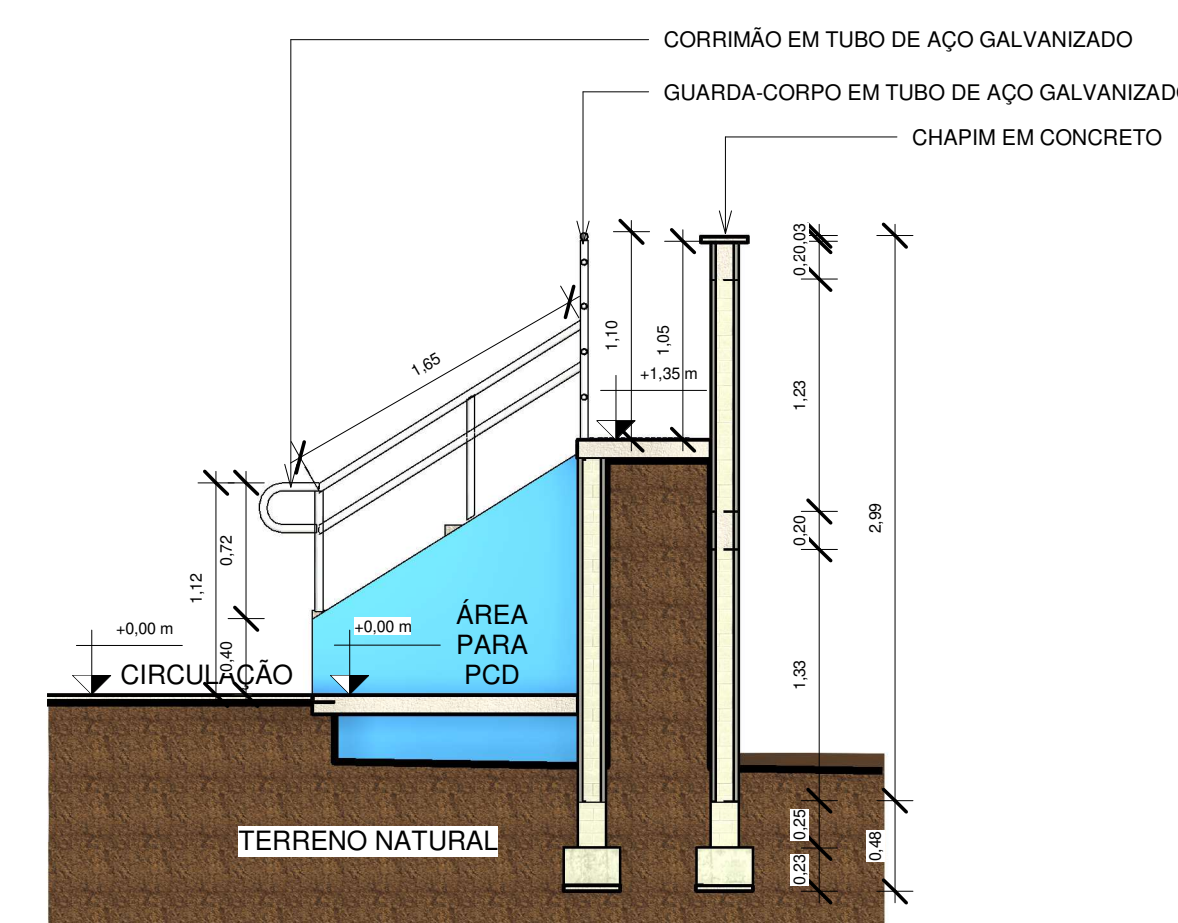 CORRIMÃO EM TUBO DE AÇO GALVANIZADO
GUARDA-CORPO EM TUBO DE AÇO GALVANIZADO
CHAPIM EM CONCRETO
0,03
0,20
1,10
1,05
1,65
+1,35 m
1,23
2,99
0,20
0,72
1,12
+0,00 m
+0,00 m
ÁREA
PARA
PCD
0,40
CIRCULAÇÃO
1,33
0,25
0,48
0,23
TERRENO NATURAL